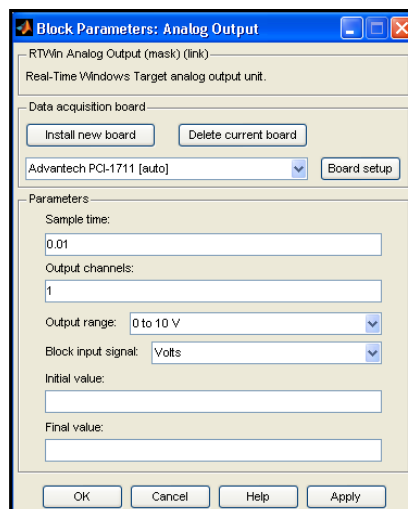 Block Parameters: Analog Output
RTWin Analog Output (mask) (link)
Real-Time Windows Target analog output unit.
Data acquisition board
Install new board Delete current board
Advantech PCI-1711 [auto] Board setup
Parameters
Sample time:
0.01
Output channels:
1
Output range: 0 to 10 V
Block input signal: Volts
Initial value:
Final value:
OK Cancel Help Apply